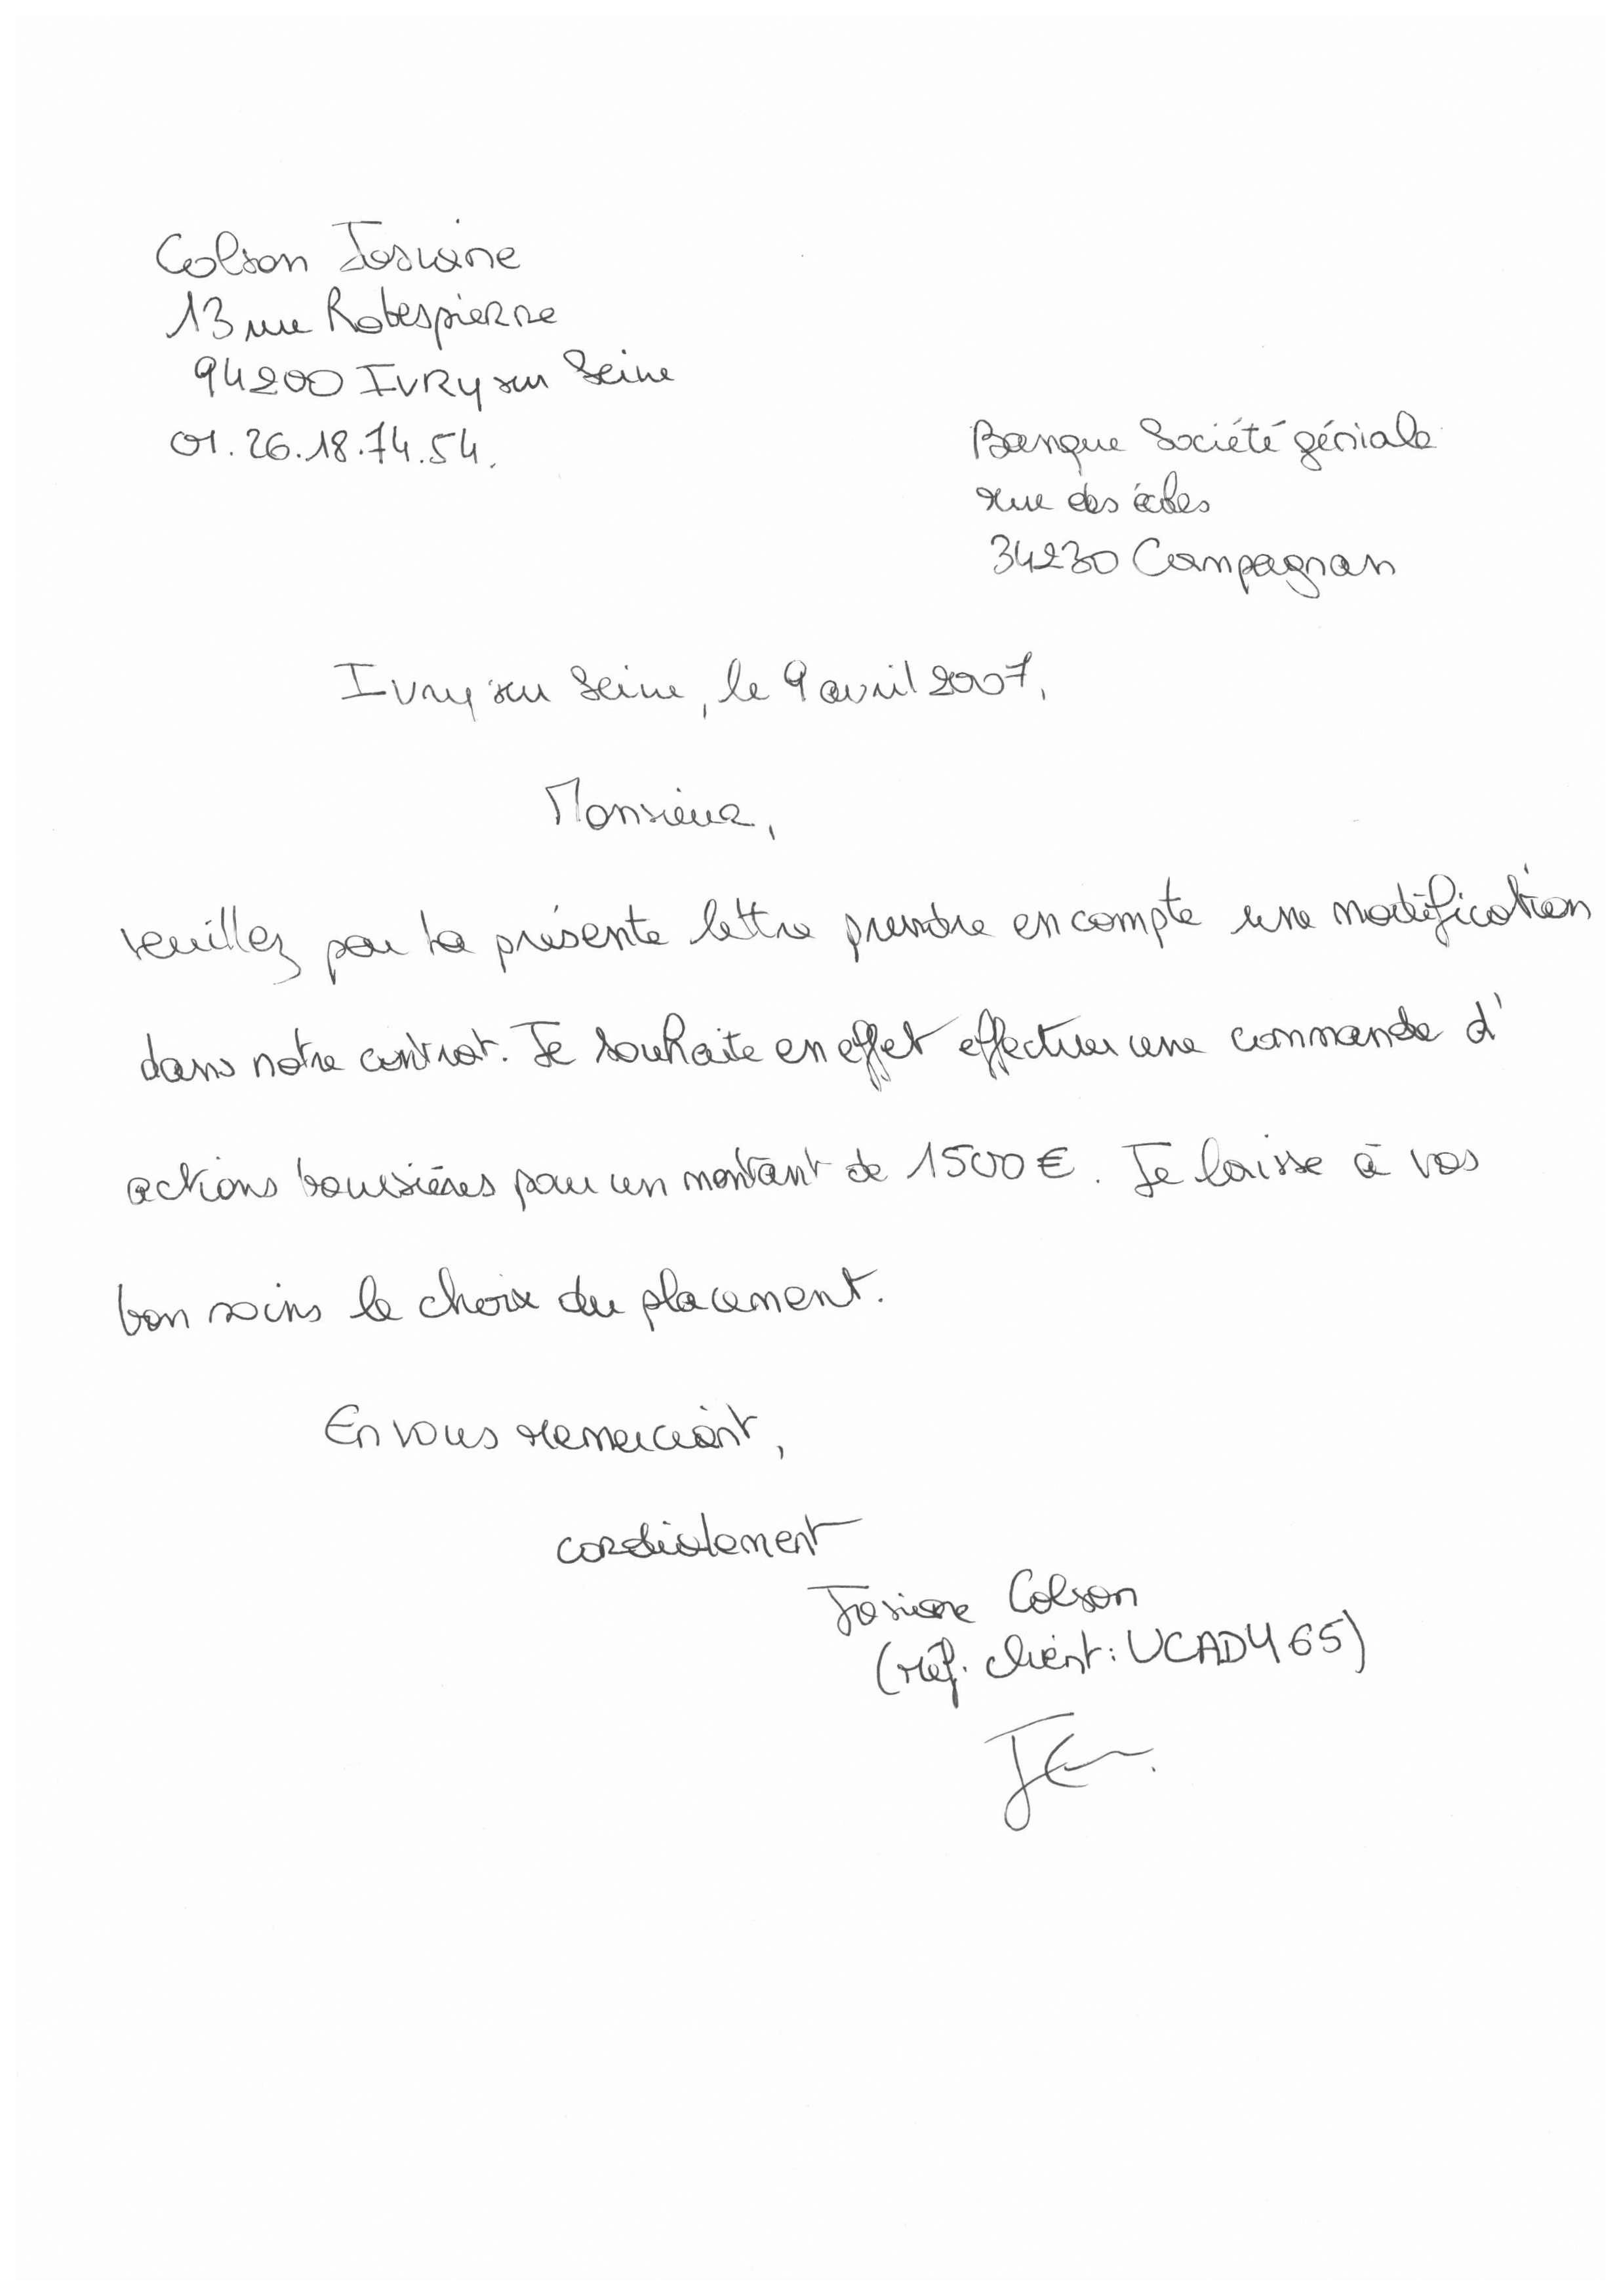 Colson Josiane
13 rue Robespierre
94200 IVRY sur Seine
01.26.18.74.54.
Banque Société géniale
rue des écoles
34230 Campagnan
Ivry sur Seine, le 9 avril 2007,
Monsieur,
veuillez par la présente lettre prendre en compte une modification
dans notre contrat. Je souhaite en effet effectuer une commande d'
actions boursières pour un montant de 1500€. Je laisse à vos
bon soins le choix du placement.
En vous remerciant,
cordialement
Josiane Colson
(réf. client: UCADY65)